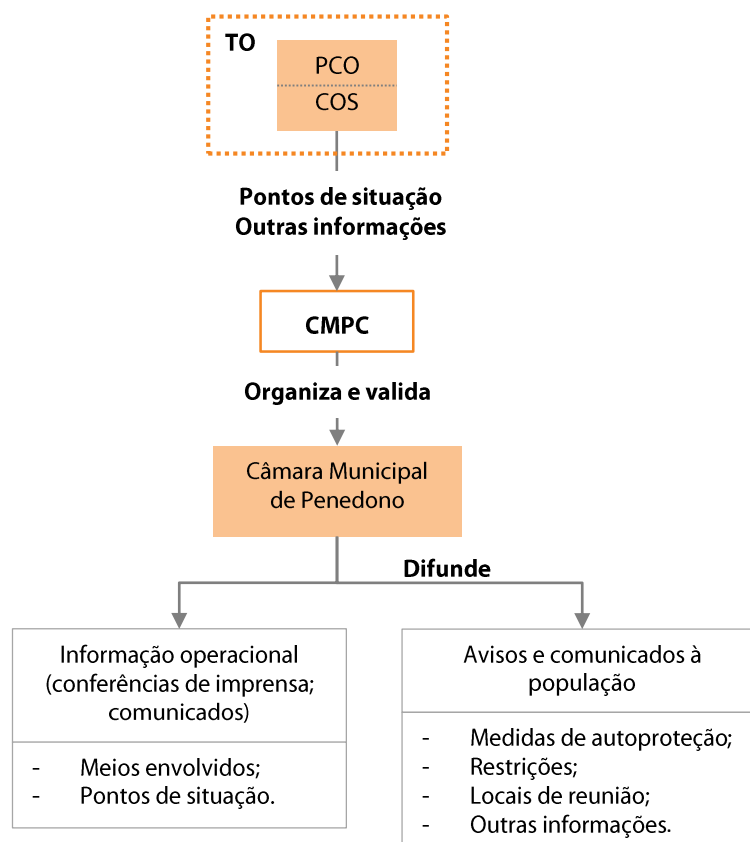 TO
PCO
COS
Pontos de situação
Outras informações
CMPC
Organiza e valida
Câmara Municipal
de Penedono
Difunde
Informação operacional
(conferências de imprensa;
comunicados)
- Meios envolvidos;
- Pontos de situação.
Avisos e comunicados à
população
- Medidas de autoproteção;
- Restrições;
- Locais de reunião;
- Outras informações.